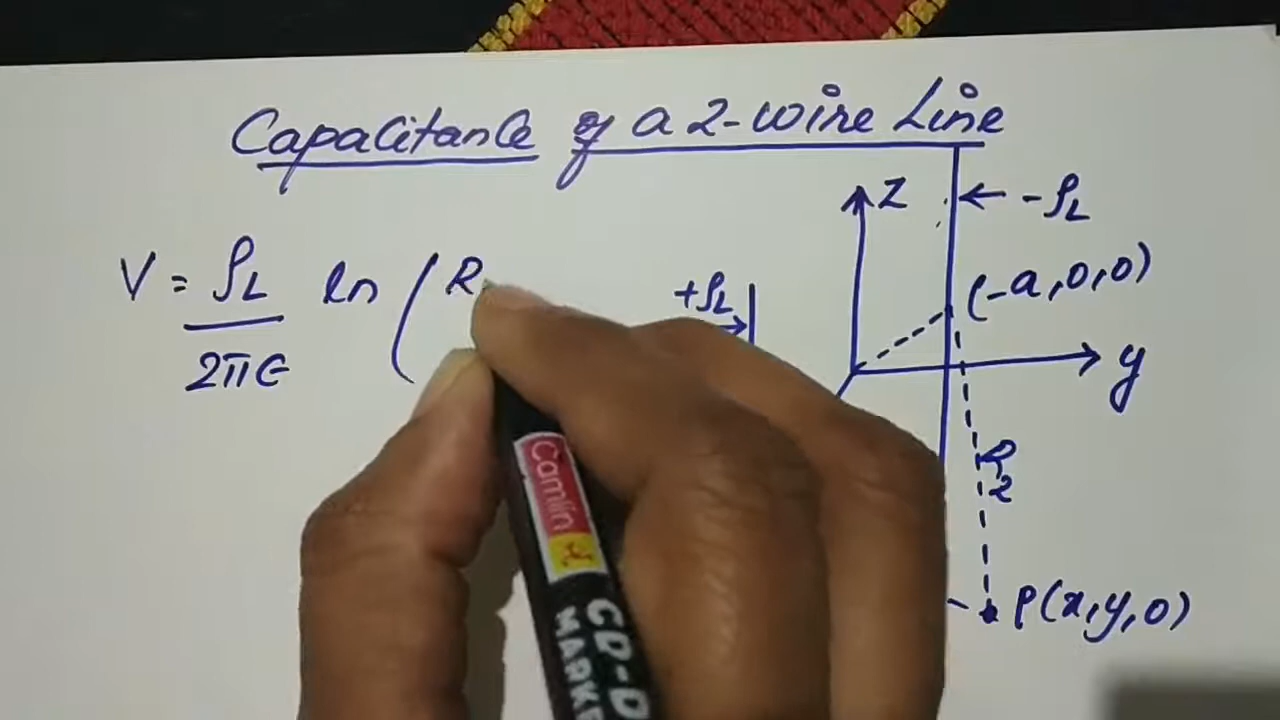 Capacitance of a 2-wire Line
Z
← -ρL
V = ρL / 2πϵ ln ( R
+ρL
(-a,0,0)
y
R2
P(x,y,0)
Camlin
CD-D
MARKE